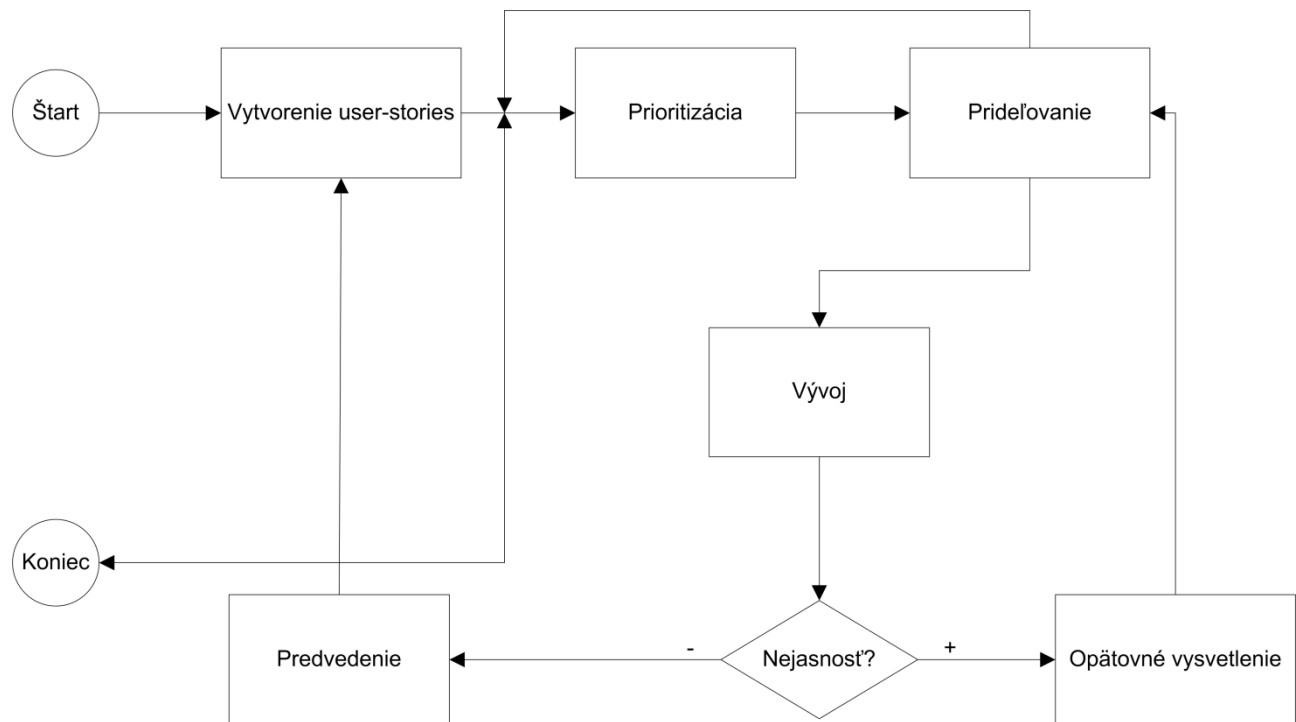 Štart
Vytvorenie user-stories
Prioritizácia
Prideľovanie
Vývoj
Koniec
Predvedenie
-
Nejasnosť?
+
Opätovné vysvetlenie